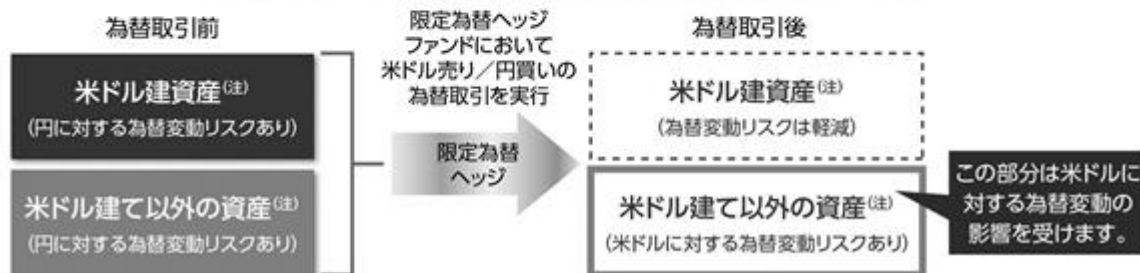 為替取引前
米ドル建資産(注)
(円に対する為替変動リスクあり)
米ドル建て以外の資産(注)
(円に対する為替変動リスクあり)
限定為替ヘッジ
ファンドにおいて
米ドル売り/円買いの
為替取引を実行
限定為替
ヘッジ
為替取引後
米ドル建資産(注)
(為替変動リスクは軽減)
米ドル建て以外の資産(注)
(米ドルに対する為替変動リスクあり)
この部分は米ドルに
対する為替変動の
影響を受けます。